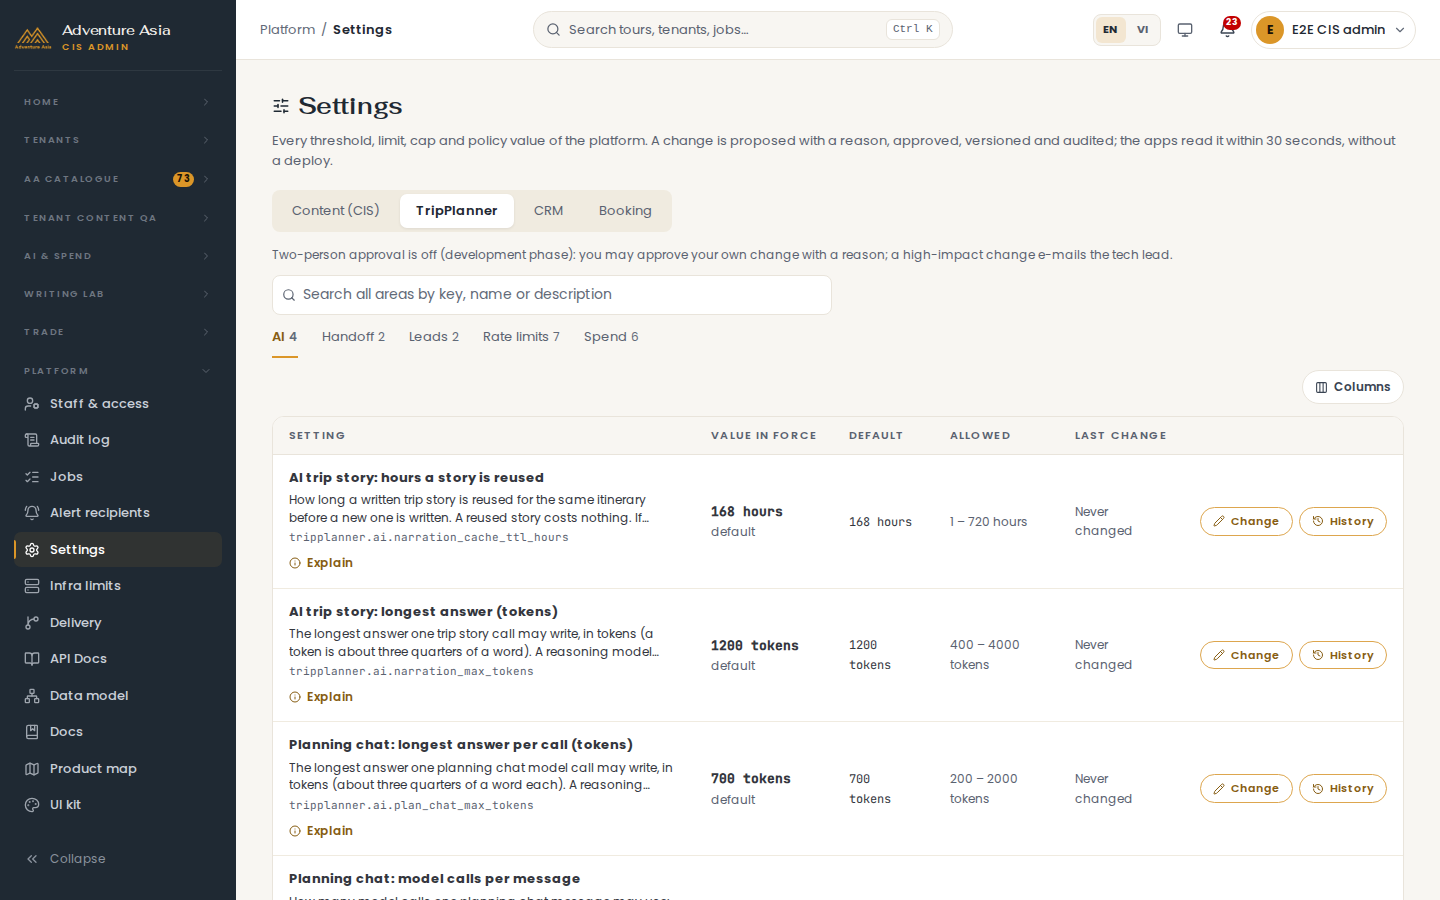 Adventure Asia
CIS ADMIN
Adventure Asia
HOME
TENANTS
AA CATALOGUE 73
TENANT CONTENT QA
AI & SPEND
WRITING LAB
TRADE
PLATFORM
Staff & access
Audit log
Jobs
Alert recipients
Settings
Infra limits
Delivery
API Docs
Data model
Docs
Product map
UI kit
Collapse
Platform / Settings
Search tours, tenants, jobs... Ctrl K
EN VI
23
E E2E CIS admin
Settings
Every threshold, limit, cap and policy value of the platform. A change is proposed with a reason, approved, versioned and audited; the apps read it within 30 seconds, without
a deploy.
Content (CIS) TripPlanner CRM Booking
Two-person approval is off (development phase): you may approve your own change with a reason; a high-impact change e-mails the tech lead.
Search all areas by key, name or description
AI 4 Handoff 2 Leads 2 Rate limits 7 Spend 6
Columns
SETTING VALUE IN FORCE DEFAULT ALLOWED LAST CHANGE
AI trip story: hours a story is reused
How long a written trip story is reused for the same itinerary
before a new one is written. A reused story costs nothing. If...
tripplanner.ai.narration_cache_ttl_hours
Explain
168 hours
default
168 hours
1 – 720 hours
Never
changed
Change History
AI trip story: longest answer (tokens)
The longest answer one trip story call may write, in tokens (a
token is about three quarters of a word). A reasoning model...
tripplanner.ai.narration_max_tokens
Explain
1200 tokens
default
1200
tokens
400 – 4000
tokens
Never
changed
Change History
Planning chat: longest answer per call (tokens)
The longest answer one planning chat model call may write, in
tokens (about three quarters of a word each). A reasoning...
tripplanner.ai.plan_chat_max_tokens
Explain
700 tokens
default
700
tokens
200 – 2000
tokens
Never
changed
Change History
Planning chat: model calls per message